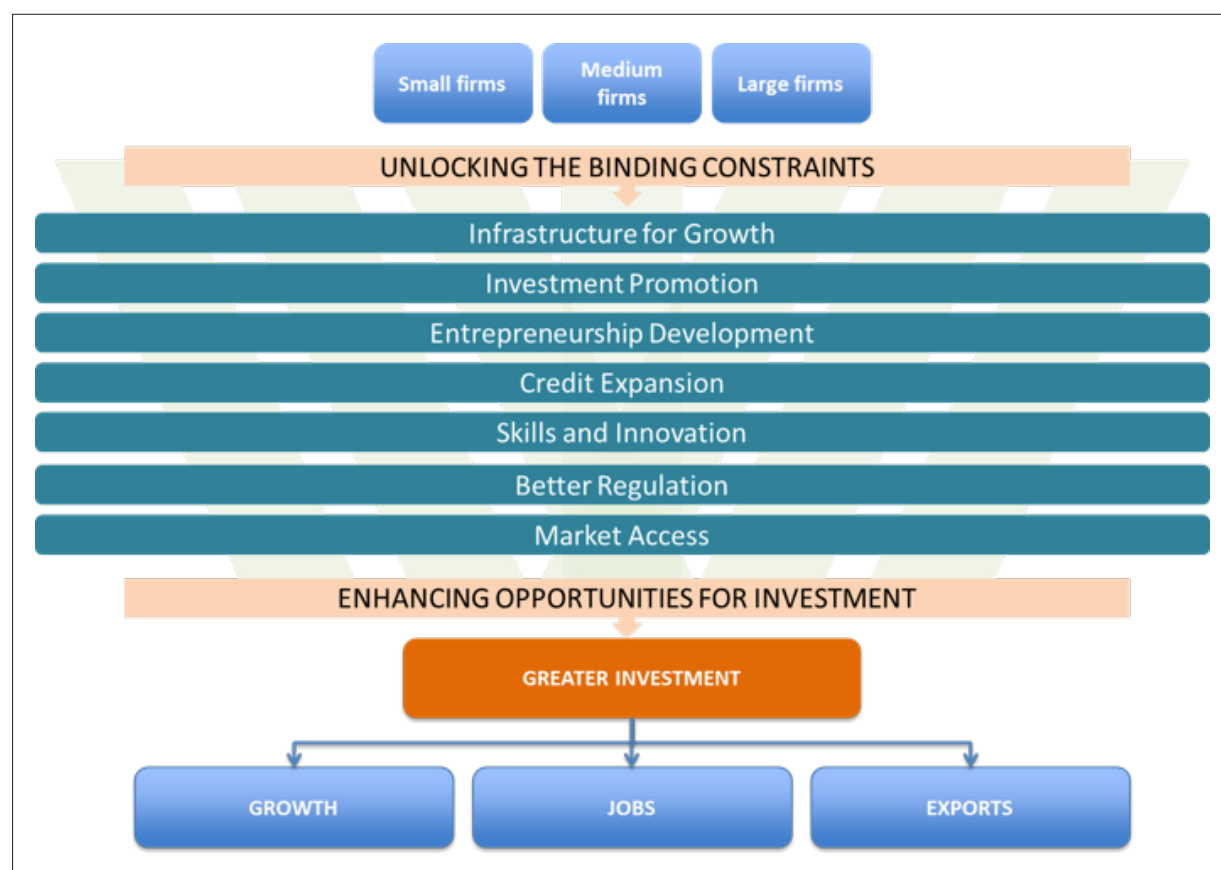 Small firms
Medium
firms
Large firms
UNLOCKING THE BINDING CONSTRAINTS
Infrastructure for Growth
Investment Promotion
Entrepreneurship Development
Credit Expansion
Skills and Innovation
Better Regulation
Market Access
ENHANCING OPPORTUNITIES FOR INVESTMENT
GREATER INVESTMENT
GROWTH
JOBS
EXPORTS